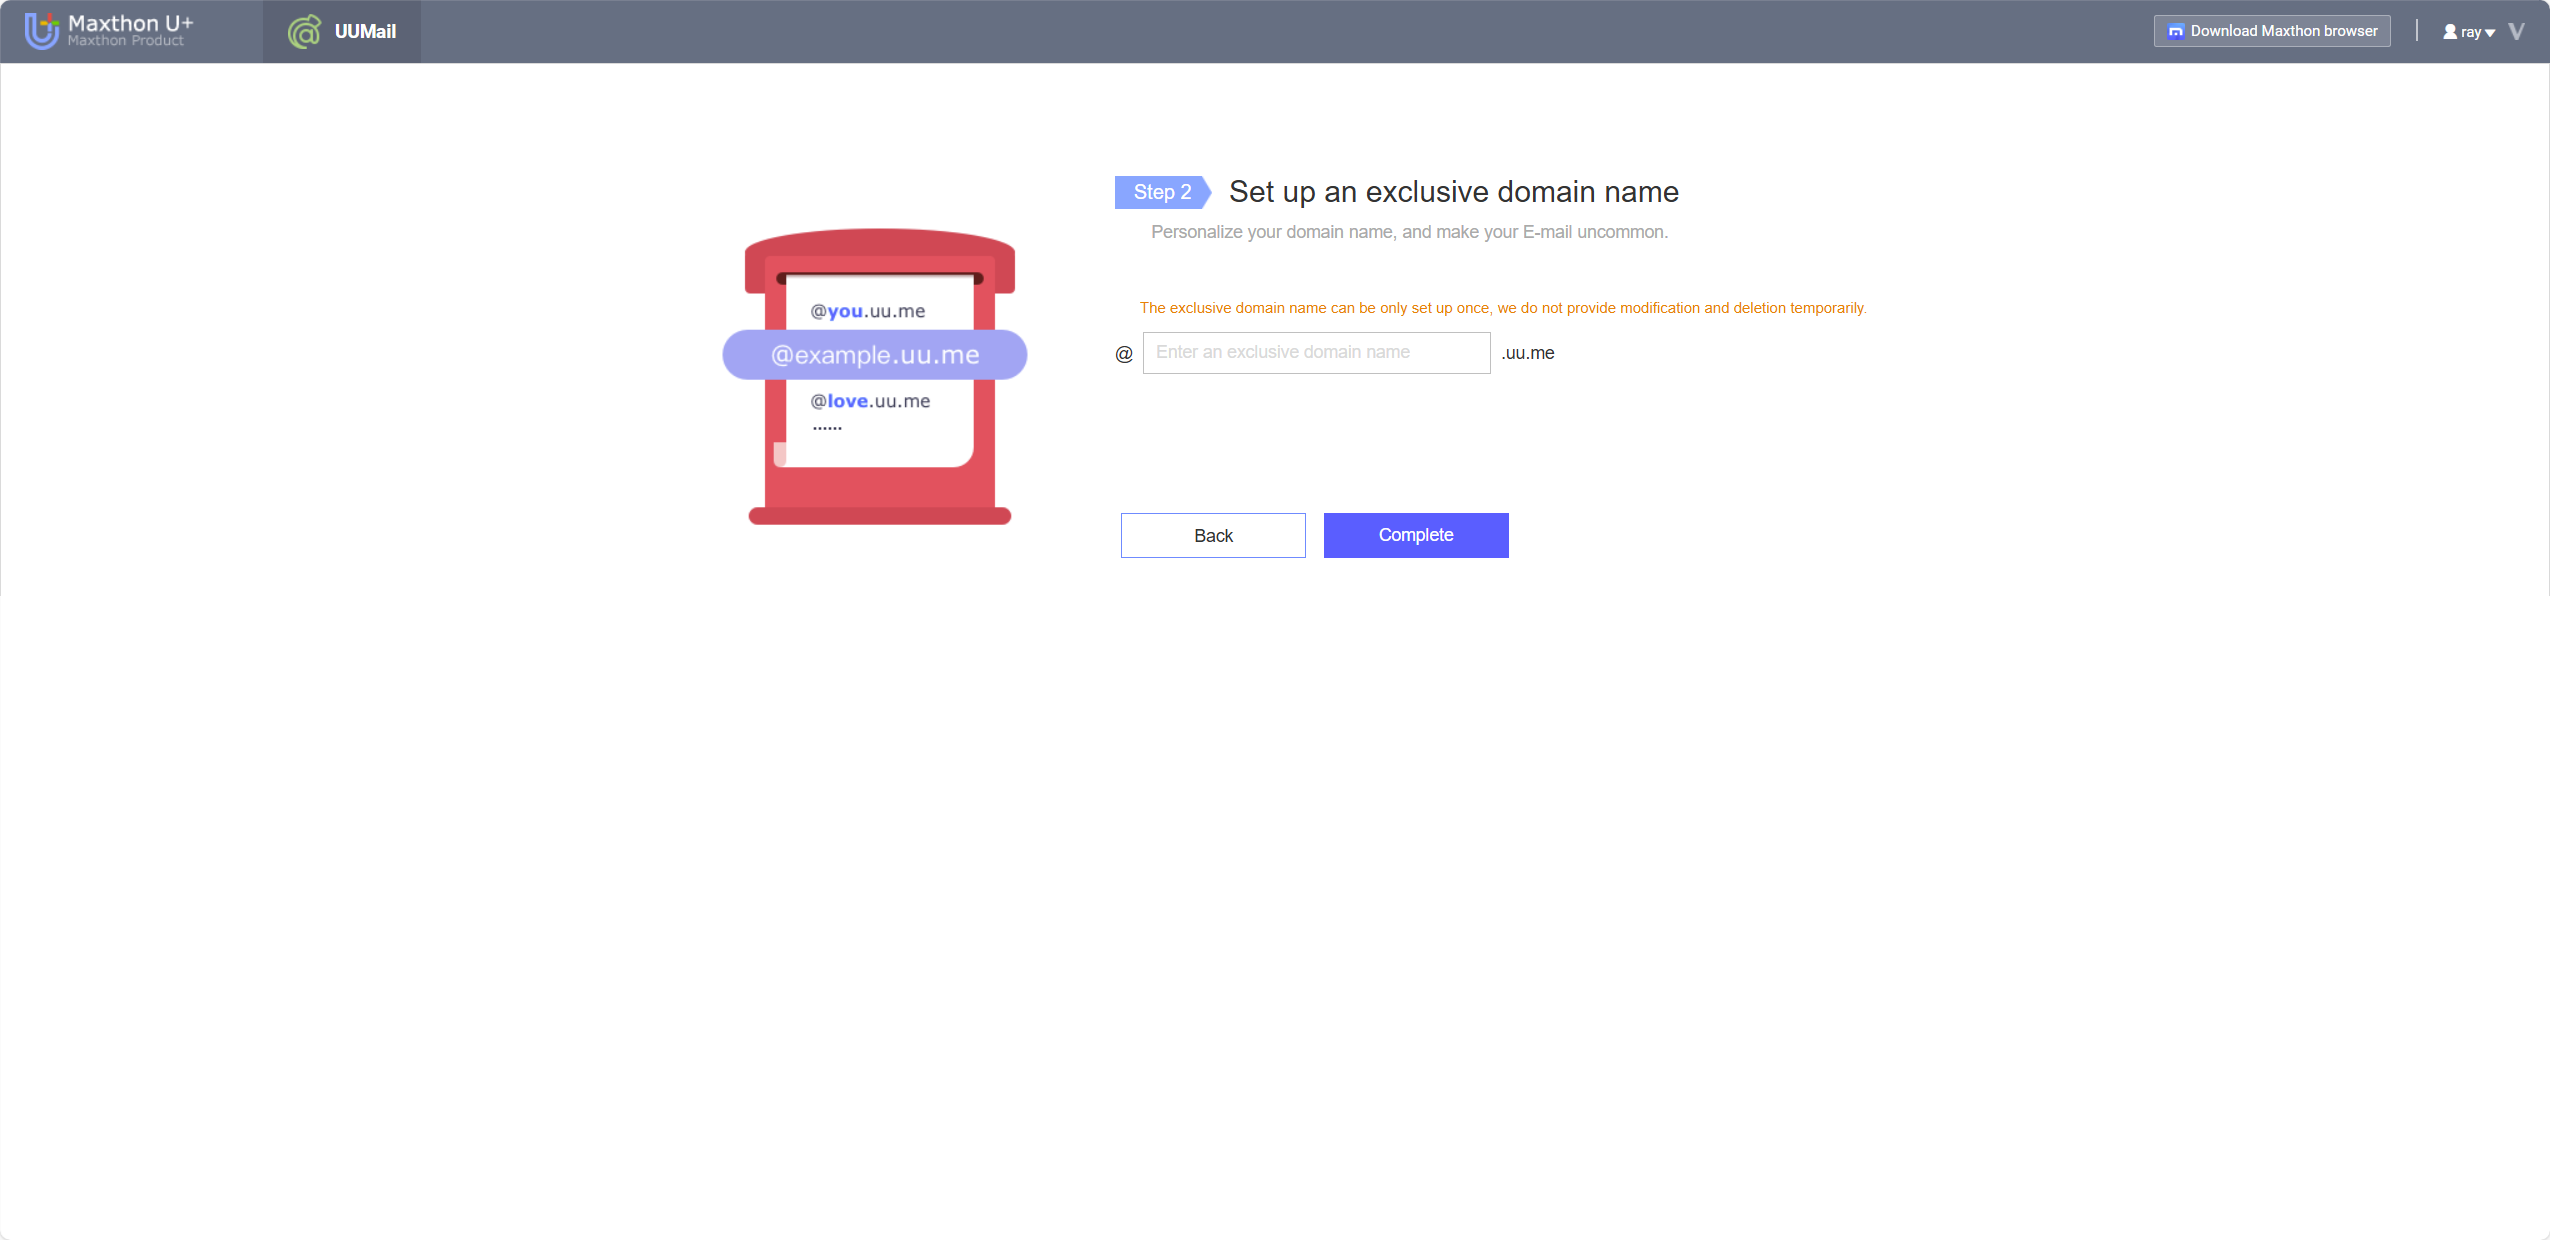 Maxthon U+
Maxthon Product
UUMail
Download Maxthon browser
ray
V
Step 2
Set up an exclusive domain name
Personalize your domain name, and make your E-mail uncommon.
@you.uu.me
@example.uu.me
@love.uu.me
......
The exclusive domain name can be only set up once, we do not provide modification and deletion temporarily.
@ Enter an exclusive domain name .uu.me
Back
Complete